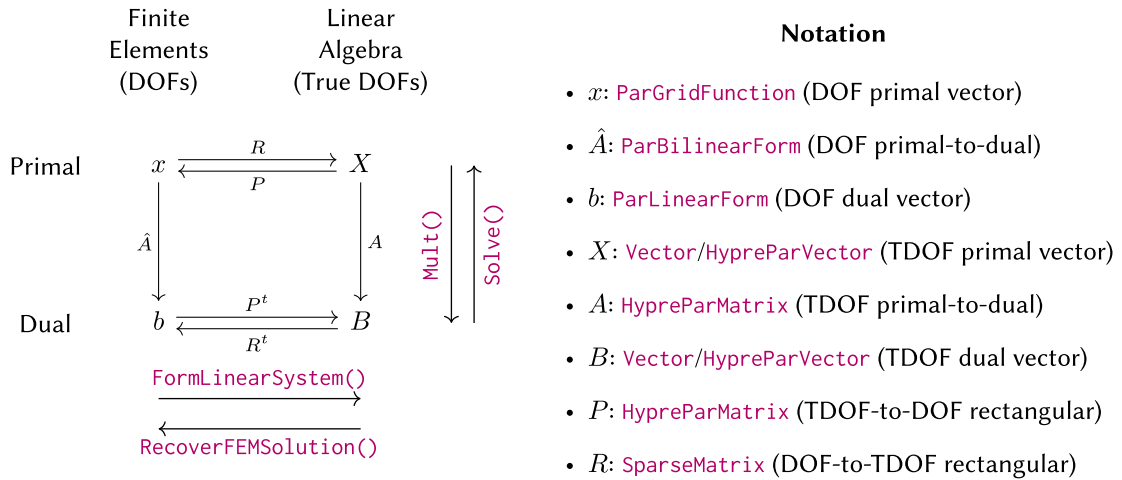 Finite
Elements
(DOFs)
Linear
Algebra
(True DOFs)
Primal
x
R
P
X
Â
A
Mult()
Solve()
Dual
b
P^t
R^t
B
FormLinearSystem()
RecoverFEMSolution()
Notation
• x: ParGridFunction (DOF primal vector)
• Â: ParBilinearForm (DOF primal-to-dual)
• b: ParLinearForm (DOF dual vector)
• X: Vector/HypreParVector (TDOF primal vector)
• A: HypreParMatrix (TDOF primal-to-dual)
• B: Vector/HypreParVector (TDOF dual vector)
• P: HypreParMatrix (TDOF-to-DOF rectangular)
• R: SparseMatrix (DOF-to-TDOF rectangular)